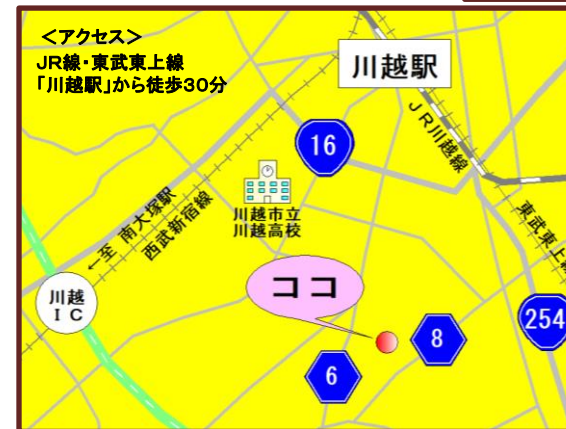 ＜アクセス＞
JR線・東武東上線
「川越駅」から徒歩30分
川越駅
JR川越線
16
川越市立
川越高校
←至 南大塚駅
西武新宿線
東武東上線
川越
IC
ココ
254
8
6